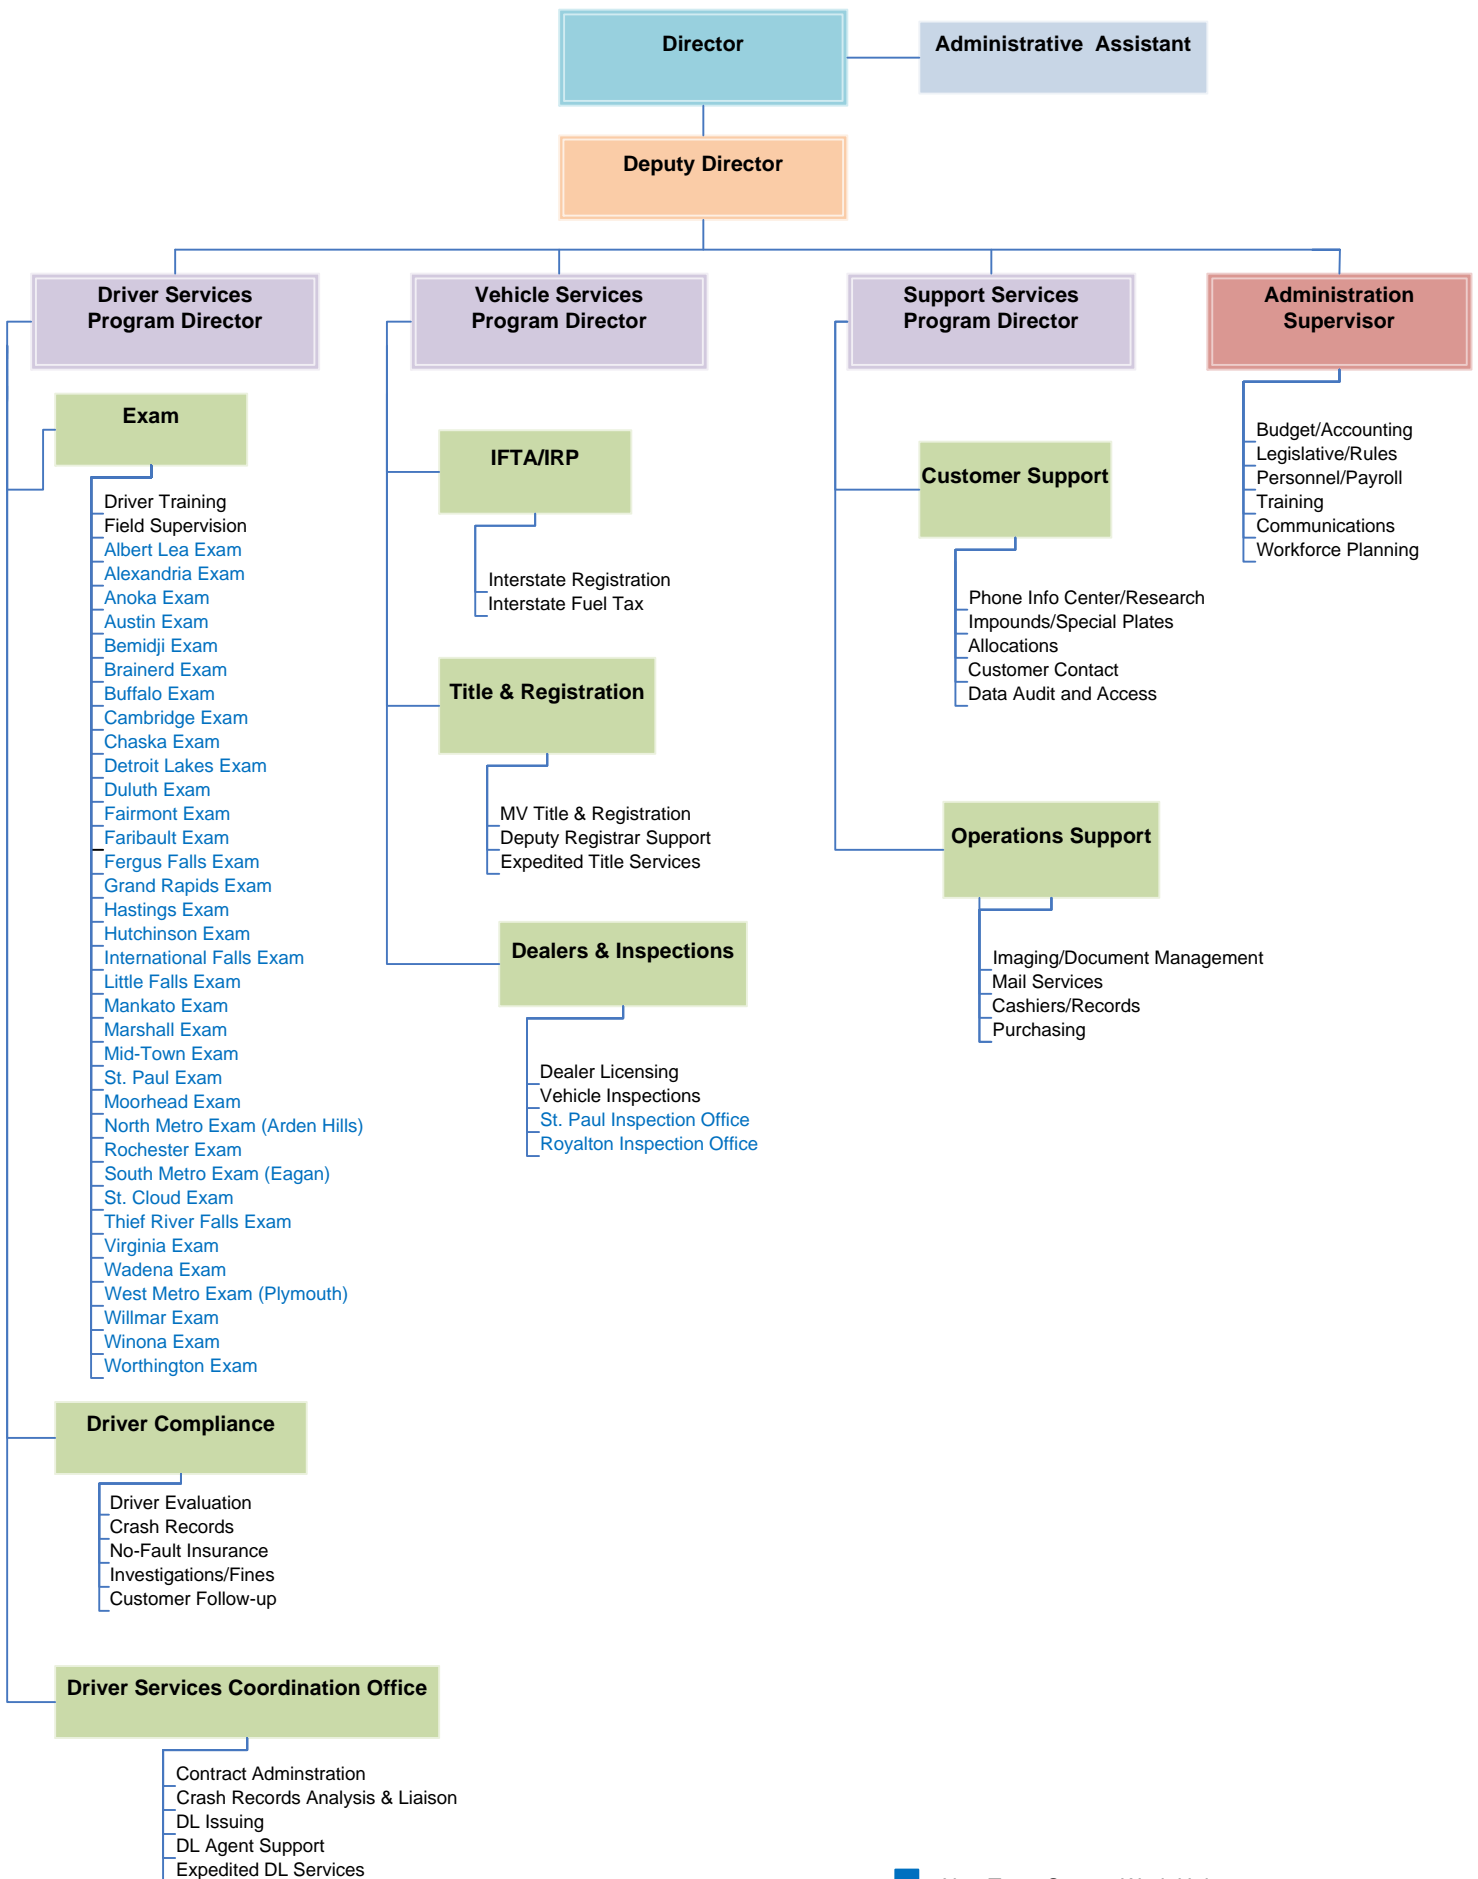 Director
Administrative Assistant
Deputy Director
Driver Services
Program Director
Vehicle Services
Program Director
Support Services
Program Director
Administration
Supervisor
Exam
Driver Training
Field Supervision
Albert Lea Exam
Alexandria Exam
Anoka Exam
Austin Exam
Bemidji Exam
Brainerd Exam
Buffalo Exam
Cambridge Exam
Chaska Exam
Detroit Lakes Exam
Duluth Exam
Fairmont Exam
Faribault Exam
Fergus Falls Exam
Grand Rapids Exam
Hastings Exam
Hutchinson Exam
International Falls Exam
Little Falls Exam
Mankato Exam
Marshall Exam
Mid-Town Exam
St. Paul Exam
Moorhead Exam
North Metro Exam (Arden Hills)
Rochester Exam
South Metro Exam (Eagan)
St. Cloud Exam
Thief River Falls Exam
Virginia Exam
Wadena Exam
West Metro Exam (Plymouth)
Willmar Exam
Winona Exam
Worthington Exam
Driver Compliance
Driver Evaluation
Crash Records
No-Fault Insurance
Investigations/Fines
Customer Follow-up
Driver Services Coordination Office
Contract Adminstration
Crash Records Analysis & Liaison
DL Issuing
DL Agent Support
Expedited DL Services
IFTA/IRP
Interstate Registration
Interstate Fuel Tax
Title & Registration
MV Title & Registration
Deputy Registrar Support
Expedited Title Services
Dealers & Inspections
Dealer Licensing
Vehicle Inspections
St. Paul Inspection Office
Royalton Inspection Office
Customer Support
Phone Info Center/Research
Impounds/Special Plates
Allocations
Customer Contact
Data Audit and Access
Operations Support
Imaging/Document Management
Mail Services
Cashiers/Records
Purchasing
Budget/Accounting
Legislative/Rules
Personnel/Payroll
Training
Communications
Workforce Planning